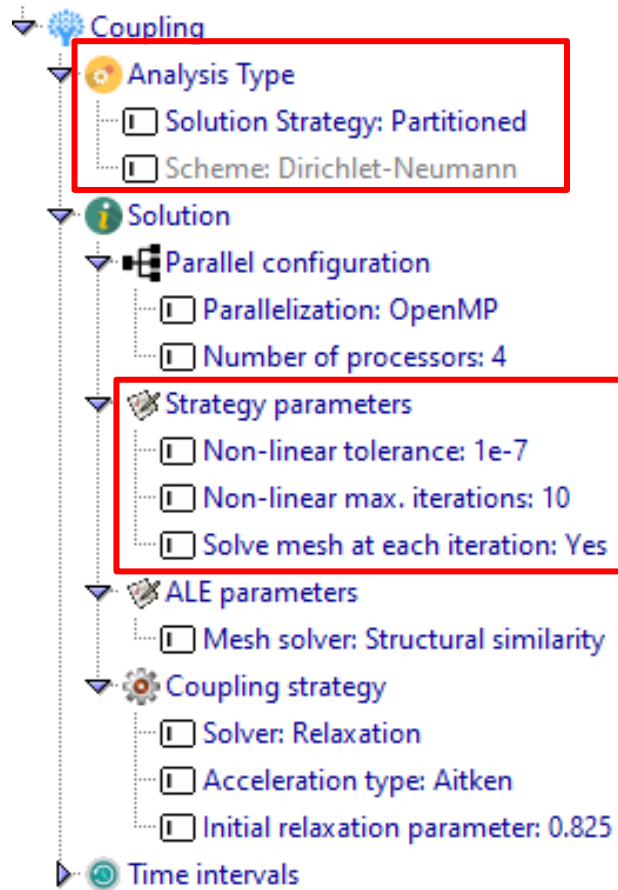 Coupling
Analysis Type
Solution Strategy: Partitioned
Scheme: Dirichlet-Neumann
Solution
Parallel configuration
Parallelization: OpenMP
Number of processors: 4
Strategy parameters
Non-linear tolerance: 1e-7
Non-linear max. iterations: 10
Solve mesh at each iteration: Yes
ALE parameters
Mesh solver: Structural similarity
Coupling strategy
Solver: Relaxation
Acceleration type: Aitken
Initial relaxation parameter: 0.825
Time intervals